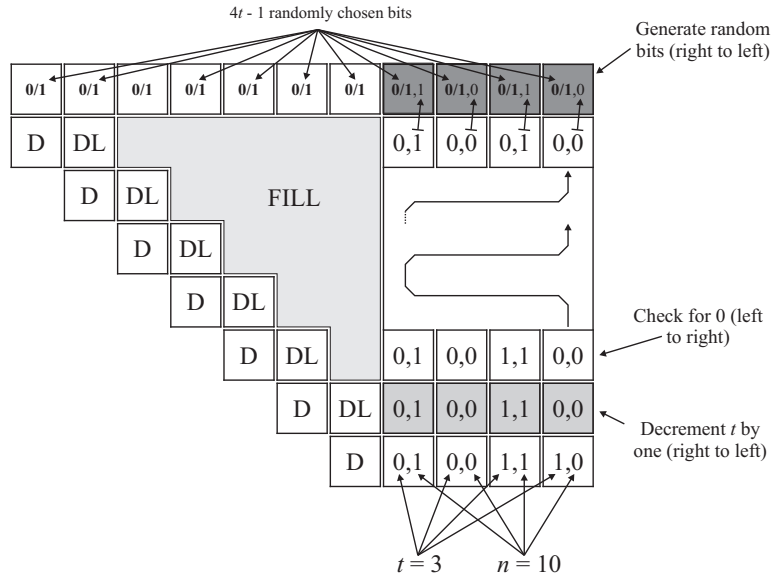 4t - 1 randomly chosen bits
Generate random
bits (right to left)
0/1 0/1 0/1 0/1 0/1 0/1 0/1 0/1,1 0/1,0 0/1,1 0/1,0
D DL 0,1 0,0 0,1 0,0
D DL FILL
D DL
D DL
Check for 0 (left
to right)
D DL 0,1 0,0 1,1 0,0
D DL 0,1 0,0 1,1 0,0
Decrement t by
one (right to left)
D 0,1 0,0 1,1 1,0
t = 3 n = 10